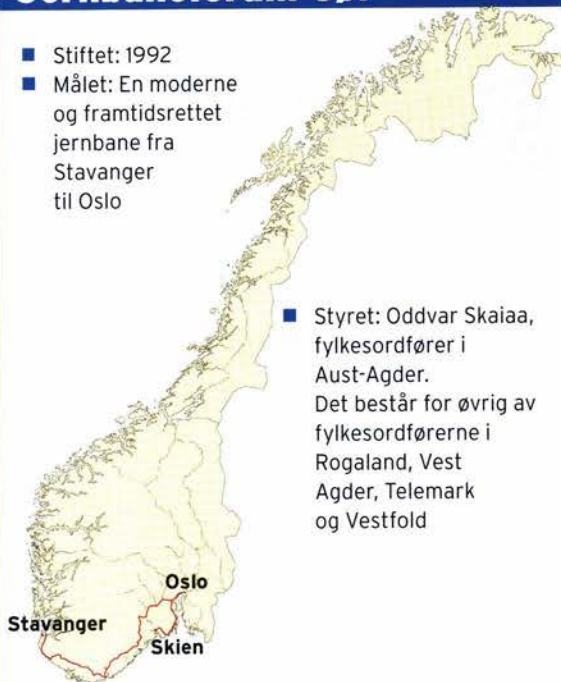 ■ Stiftet: 1992
■ Målet: En moderne
og framtidsrettet
jernbane fra
Stavanger
til Oslo
■ Styret: Oddvar Skaiaa,
fylkesordfører i
Aust-Agder.
Det består for øvrig av
fylkesordførerne i
Rogaland, Vest
Agder, Telemark
og Vestfold
Oslo
Stavanger
Skien